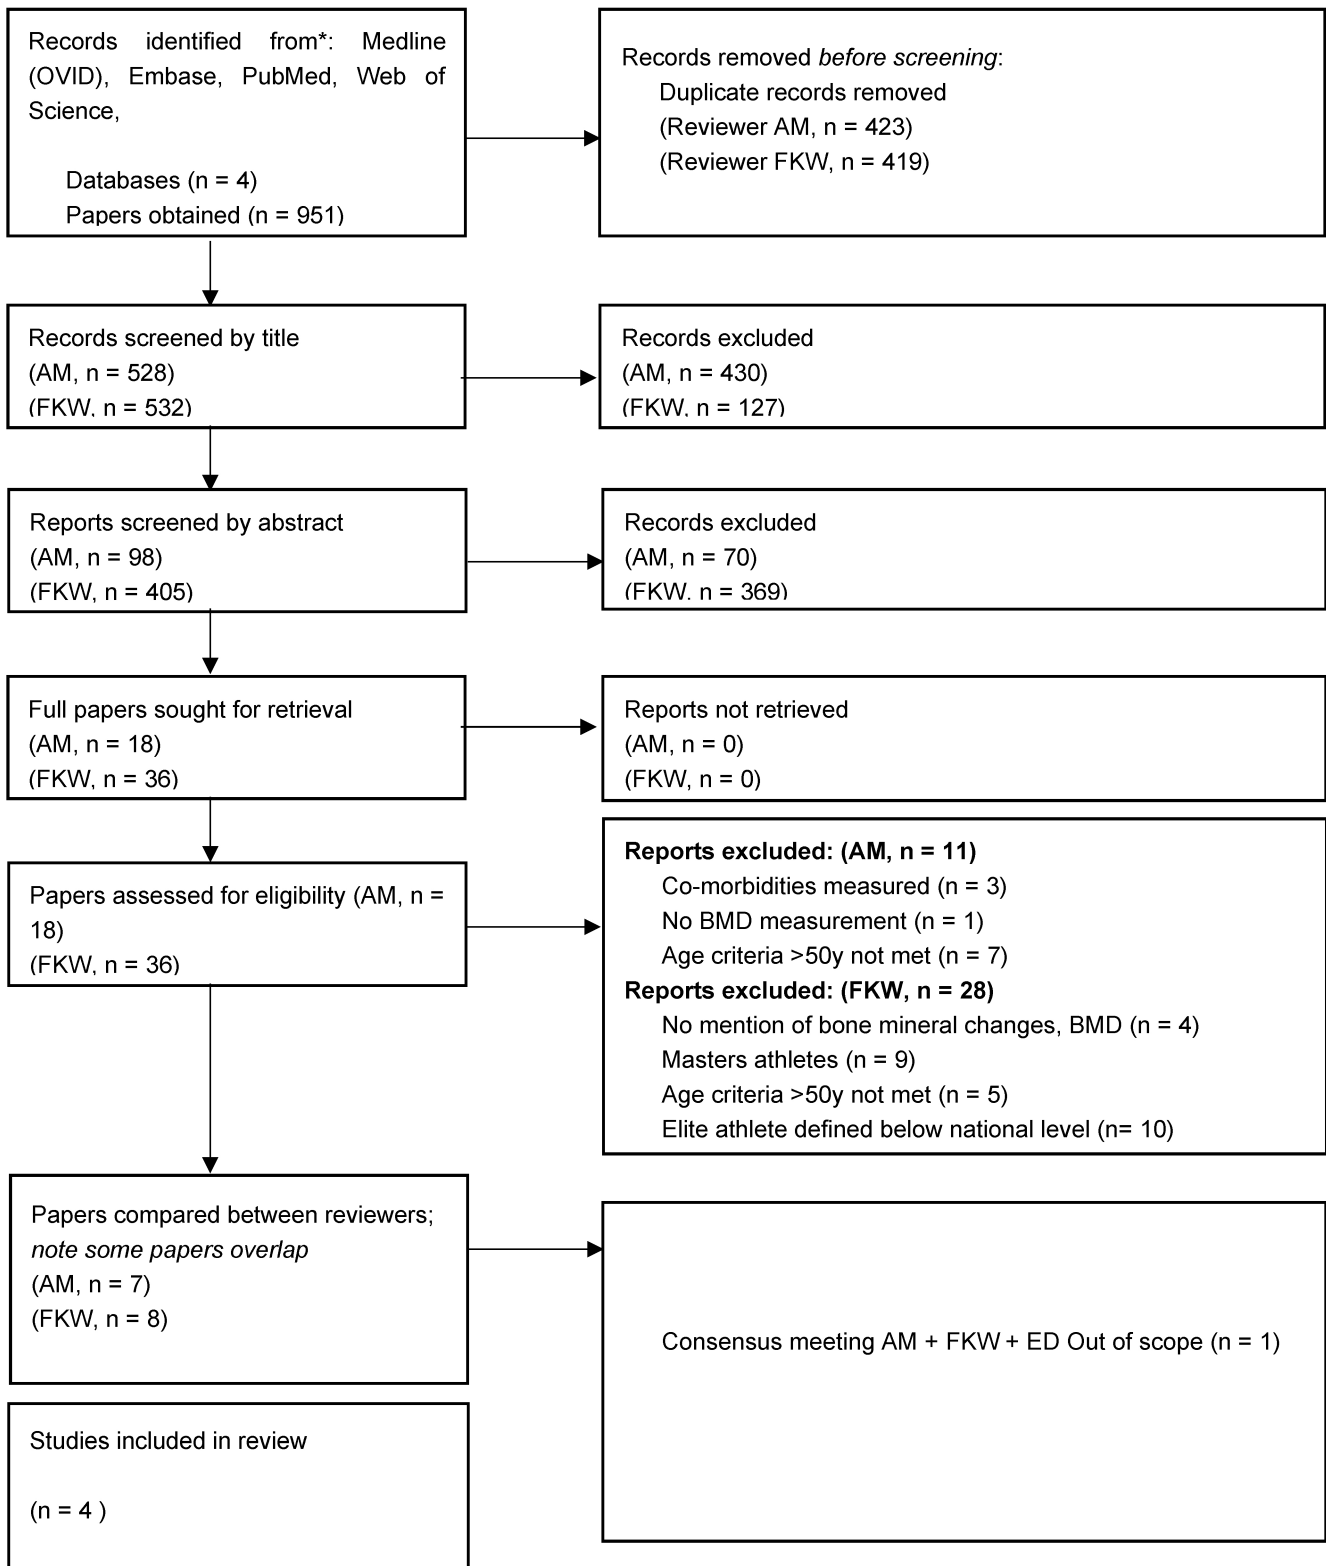 Records identified from*: Medline
(OVID), Embase, PubMed, Web of
Science,
Databases (n = 4)
Papers obtained (n = 951)
Records removed before screening:
Duplicate records removed
(Reviewer AM, n = 423)
(Reviewer FKW, n = 419)
Records screened by title
(AM, n = 528)
(FKW, n = 532)
Records excluded
(AM, n = 430)
(FKW, n = 127)
Reports screened by abstract
(AM, n = 98)
(FKW, n = 405)
Records excluded
(AM, n = 70)
(FKW, n = 369)
Full papers sought for retrieval
(AM, n = 18)
(FKW, n = 36)
Reports not retrieved
(AM, n = 0)
(FKW, n = 0)
Papers assessed for eligibility (AM, n =
18)
(FKW, n = 36)
Reports excluded: (AM, n = 11)
Co-morbidities measured (n = 3)
No BMD measurement (n = 1)
Age criteria >50y not met (n = 7)
Reports excluded: (FKW, n = 28)
No mention of bone mineral changes, BMD (n = 4)
Masters athletes (n = 9)
Age criteria >50y not met (n = 5)
Elite athlete defined below national level (n= 10)
Papers compared between reviewers;
note some papers overlap
(AM, n = 7)
(FKW, n = 8)
Consensus meeting AM + FKW + ED Out of scope (n = 1)
Studies included in review
(n = 4 )